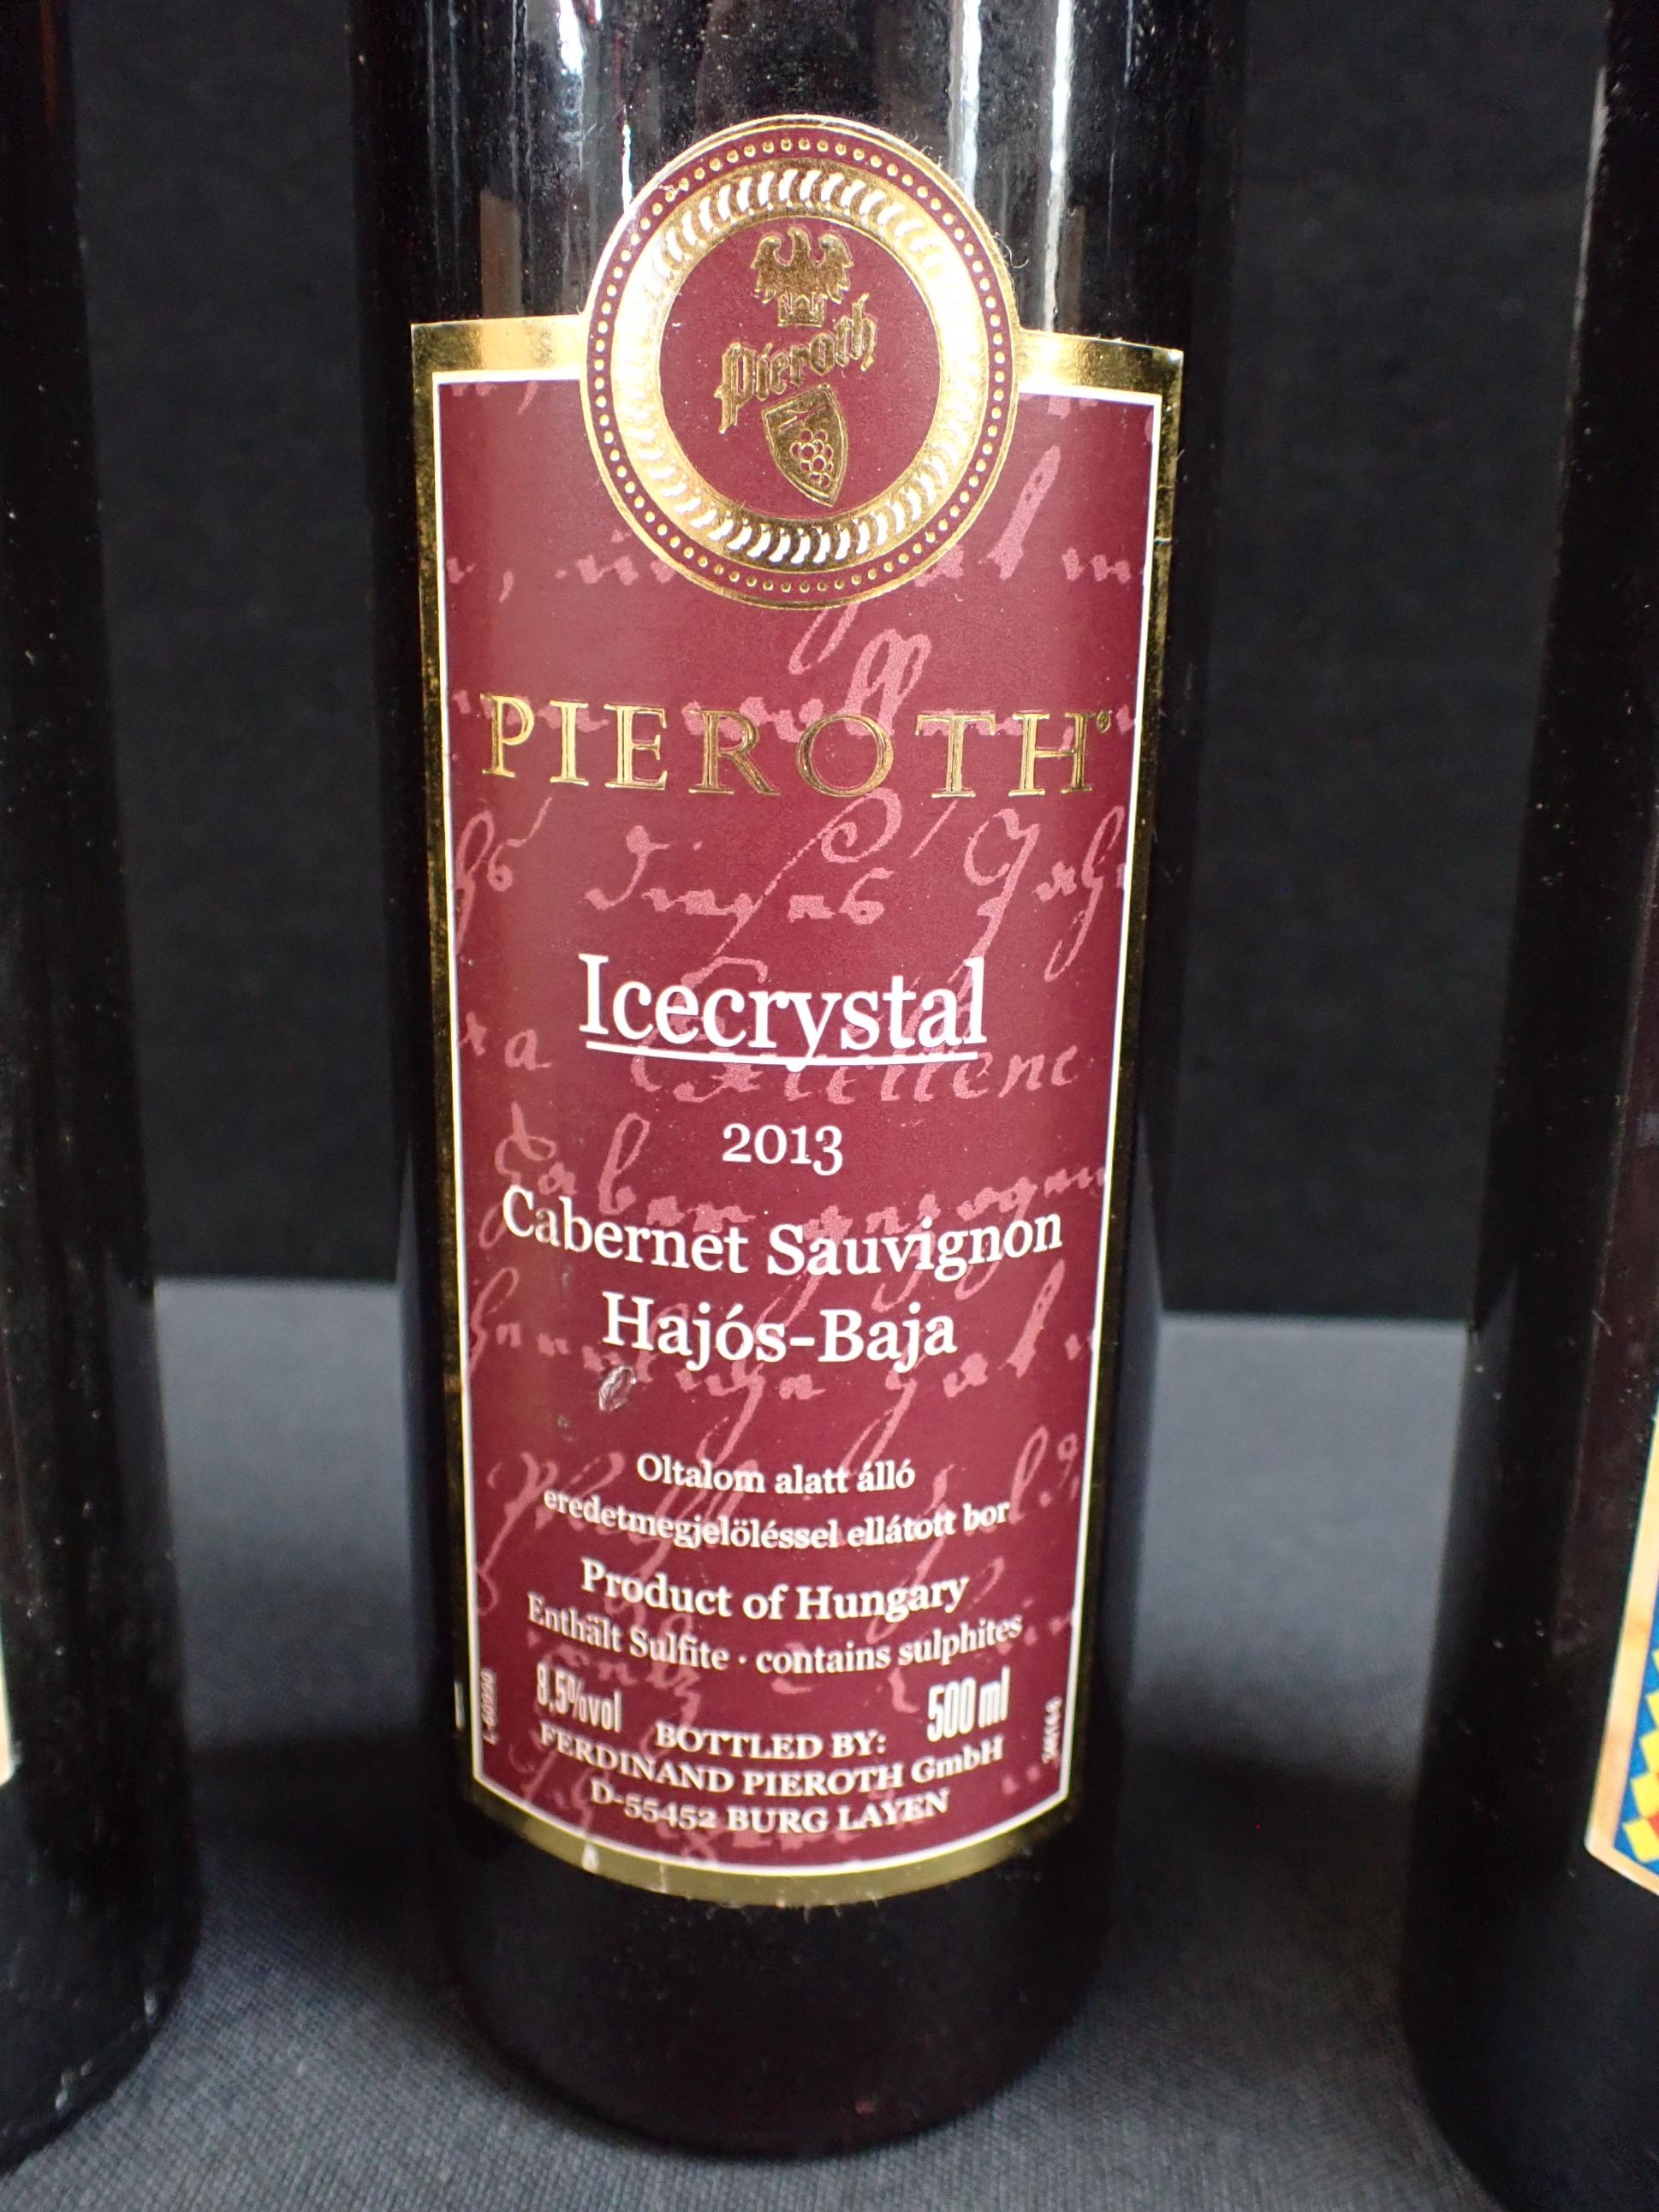 Pieroth
PIEROTH®
Icecrystal
2013
Cabernet Sauvignon
Hajós-Baja
Oltalom alatt álló
eredetmegjelöléssel ellátott bor
Product of Hungary
Enthält Sulfite · contains sulphites
8.5%vol 500 ml
BOTTLED BY:
FERDINAND PIEROTH GmbH
D-55452 BURG LAYEN